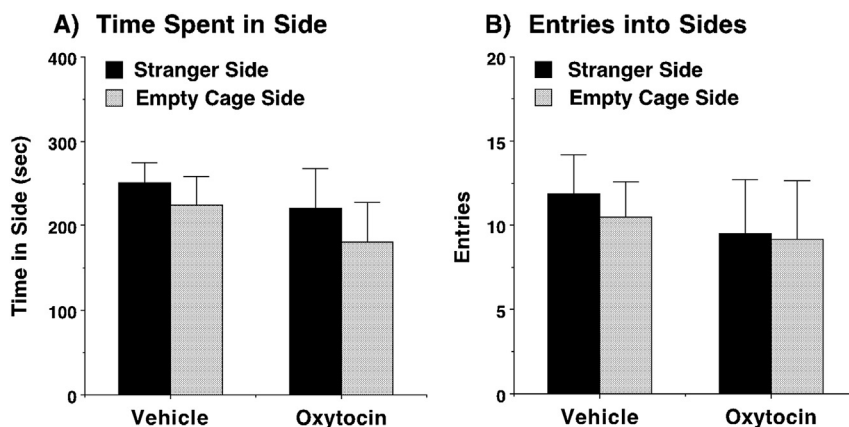 A) Time Spent in Side
400
300
200
100
0
Time in Side (sec)
Stranger Side
Empty Cage Side
Vehicle
Oxytocin
B) Entries into Sides
20
15
10
5
0
Entries
Stranger Side
Empty Cage Side
Vehicle
Oxytocin